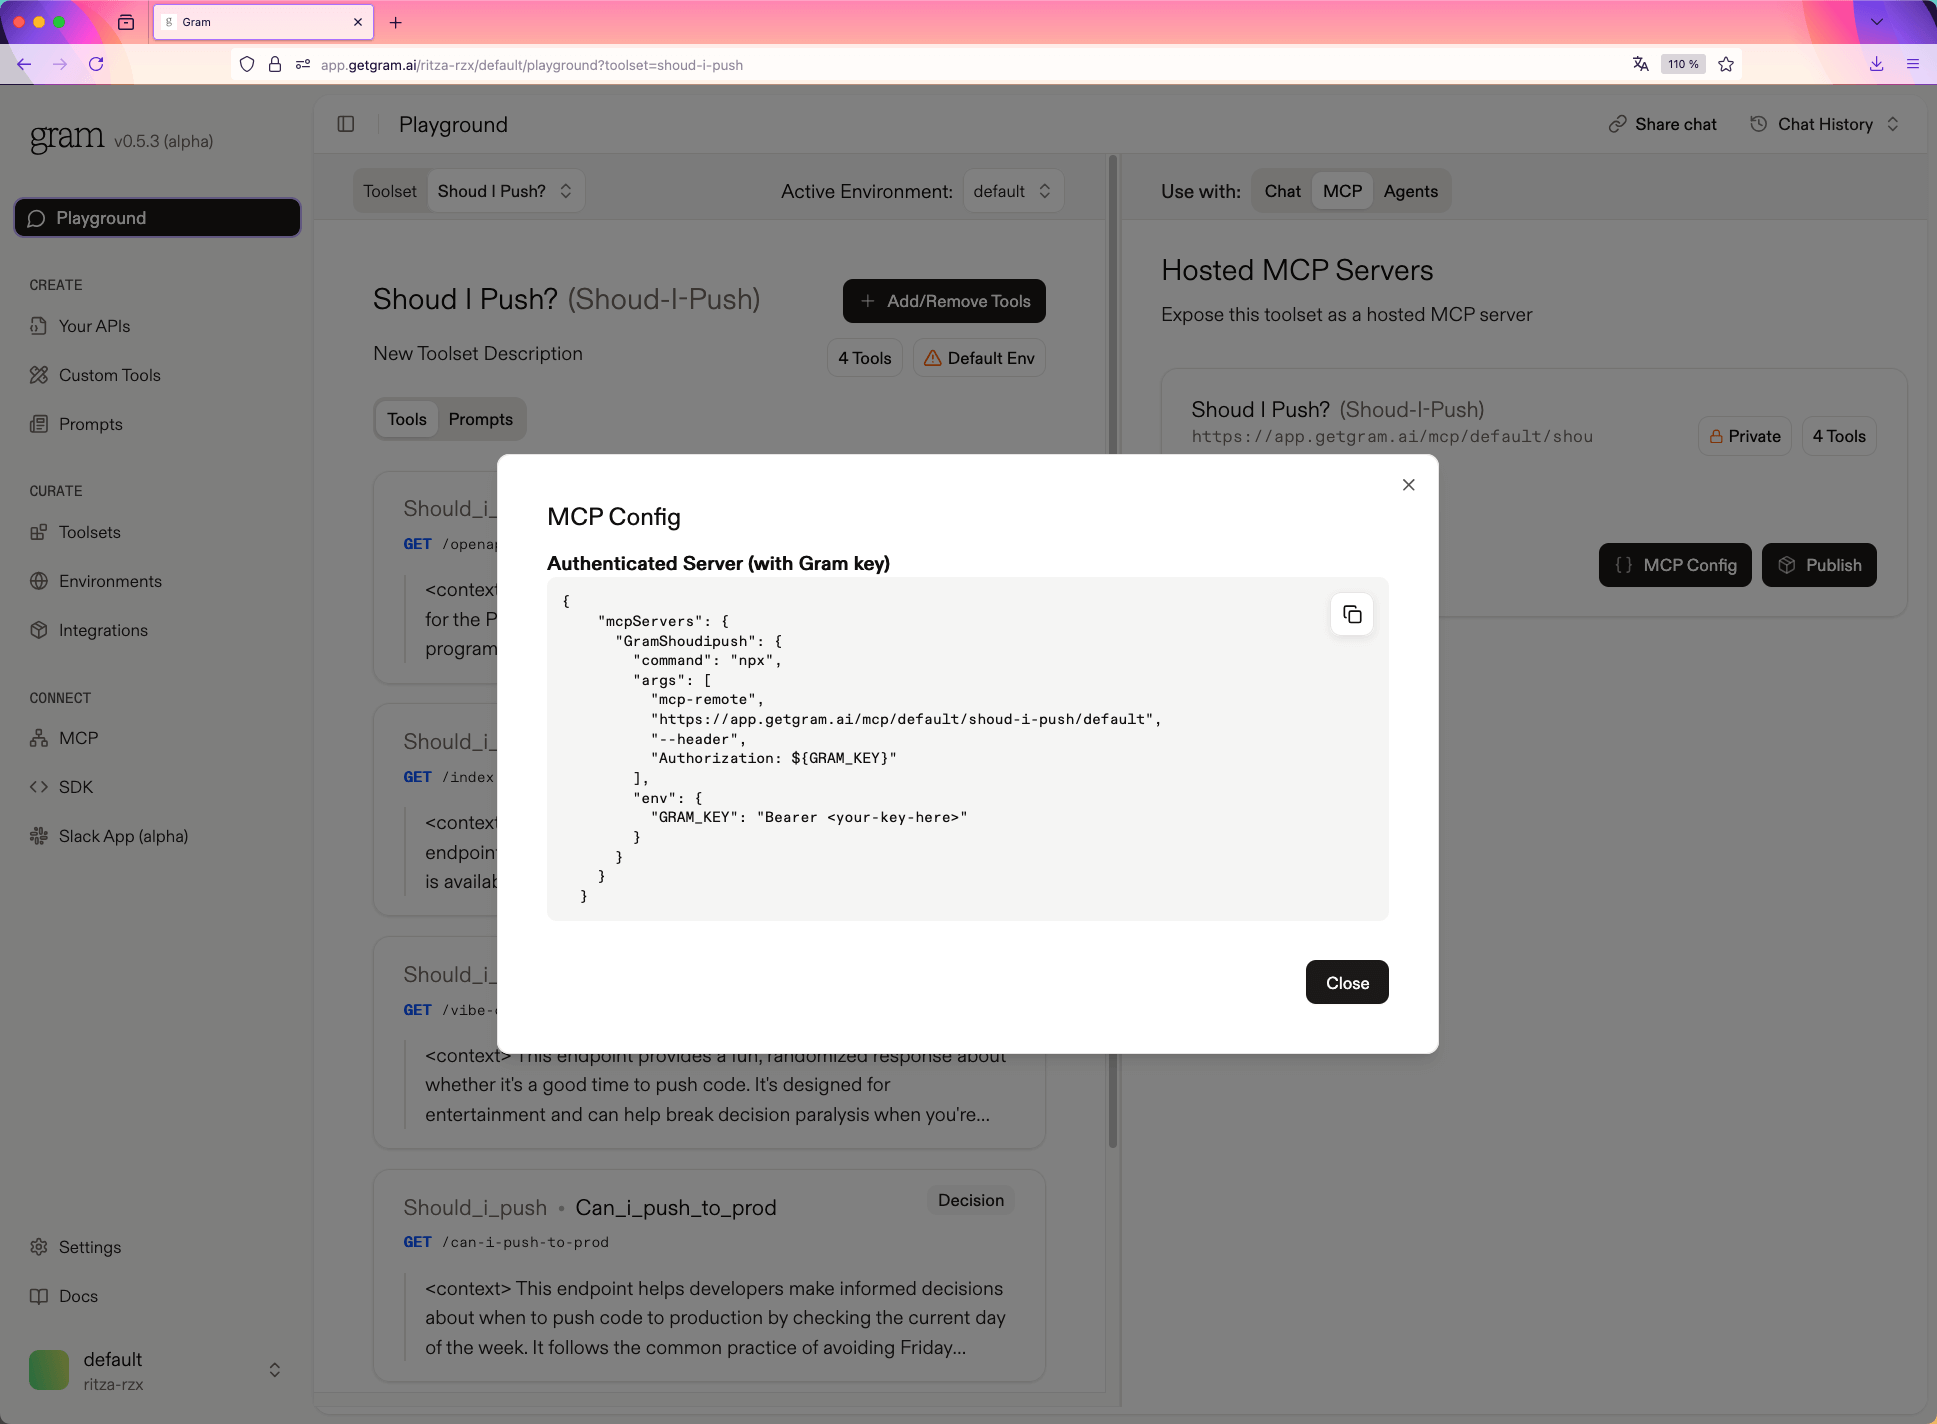 Gram
app.getgram.ai/ritza-rzx/default/playground?toolset=shoud-i-push
110 %
gram v0.5.3 (alpha)
Playground
CREATE
Your APIs
Custom Tools
Prompts
CURATE
Toolsets
Environments
Integrations
CONNECT
MCP
SDK
Slack App (alpha)
Settings
Docs
default
ritza-rzx
Playground
Share chat
Chat History
Toolset
Shoud I Push?
Active Environment:
default
Shoud I Push? (Shoud-I-Push)
Add/Remove Tools
New Toolset Description
4 Tools
Default Env
Tools
Prompts
Should_i_
GET /opena
<context
for the P
program
Should_i_
GET /index
<context
endpoint
is availab
Should_i_
GET /vibe-
<context> This endpoint provides a fun, randomized response about
whether it's a good time to push code. It's designed for
entertainment and can help break decision paralysis when you're...
Should_i_push • Can_i_push_to_prod
Decision
GET /can-i-push-to-prod
<context> This endpoint helps developers make informed decisions
about when to push code to production by checking the current day
of the week. It follows the common practice of avoiding Friday...
Use with:
Chat
MCP
Agents
Hosted MCP Servers
Expose this toolset as a hosted MCP server
Shoud I Push? (Shoud-I-Push)
https://app.getgram.ai/mcp/default/shou
Private
4 Tools
{ } MCP Config
Publish
MCP Config
Authenticated Server (with Gram key)
{
"mcpServers": {
"GramShoudipush": {
"command": "npx",
"args": [
"mcp-remote",
"https://app.getgram.ai/mcp/default/shoud-i-push/default",
"--header",
"Authorization: ${GRAM_KEY}"
],
"env": {
"GRAM_KEY": "Bearer <your-key-here>"
}
}
}
}
Close